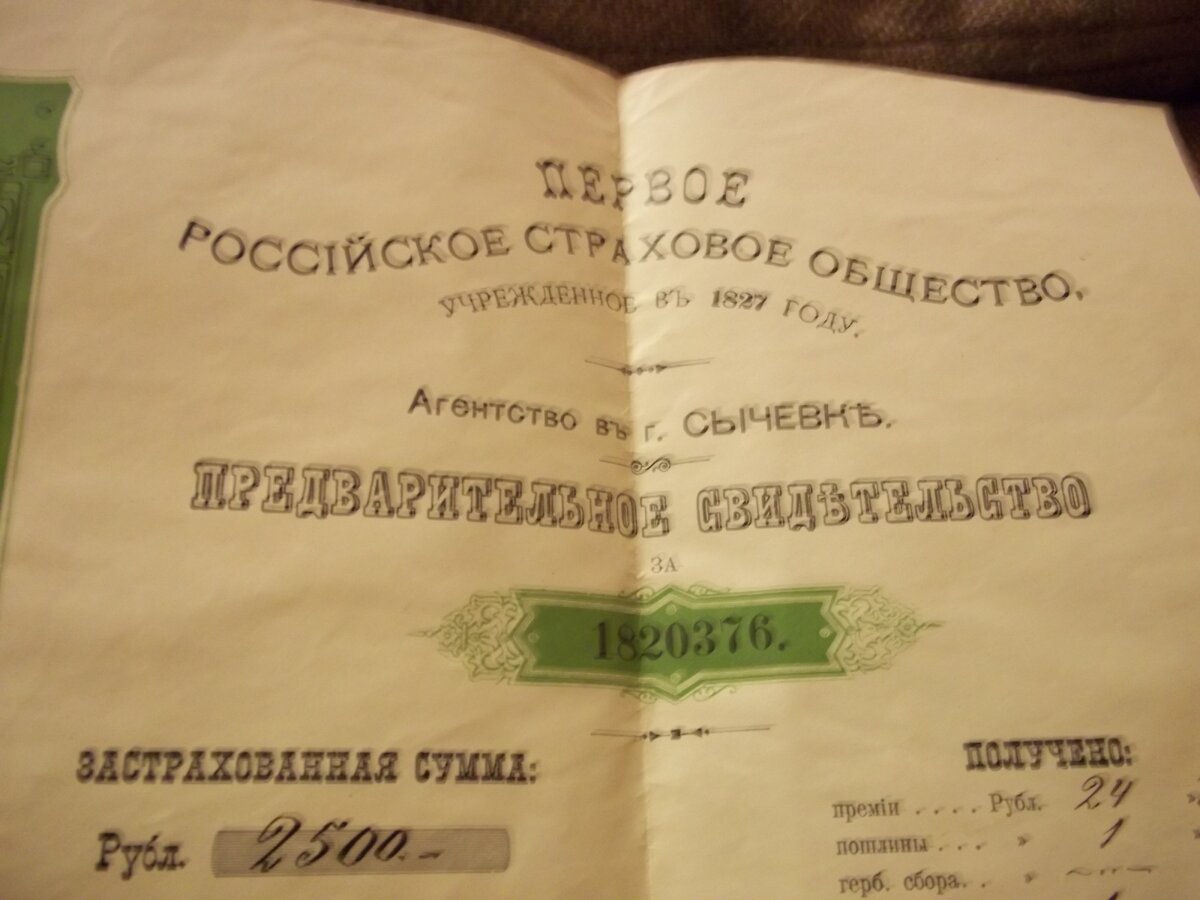 ПЕРВОЕ
РОССІЙСКОЕ СТРАХОВОЕ ОБЩЕСТВО,
УЧРЕЖДЕННОЕ ВЪ 1827 ГОДУ.
Агентство въ г. СЫЧЕВКѢ.
ПРЕДВАРИТЕЛЬНОЕ СВИДѢТЕЛЬСТВО
ЗА
1820376.
ЗАСТРАХОВАННАЯ СУММА:
Рубл. 2500.-
ПОЛУЧЕНО:
преміи . . . . Рубл. 24 »
пошлины . . . » 1 »
герб. сбора. . » -"-